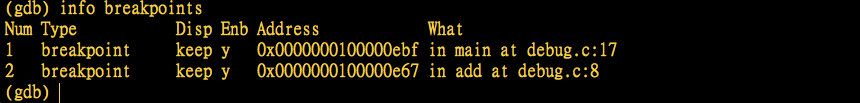 (gdb) info breakpoints
Num Type Disp Enb Address What
1 breakpoint keep y 0x0000000100000ebf in main at debug.c:17
2 breakpoint keep y 0x0000000100000e67 in add at debug.c:8
(gdb)